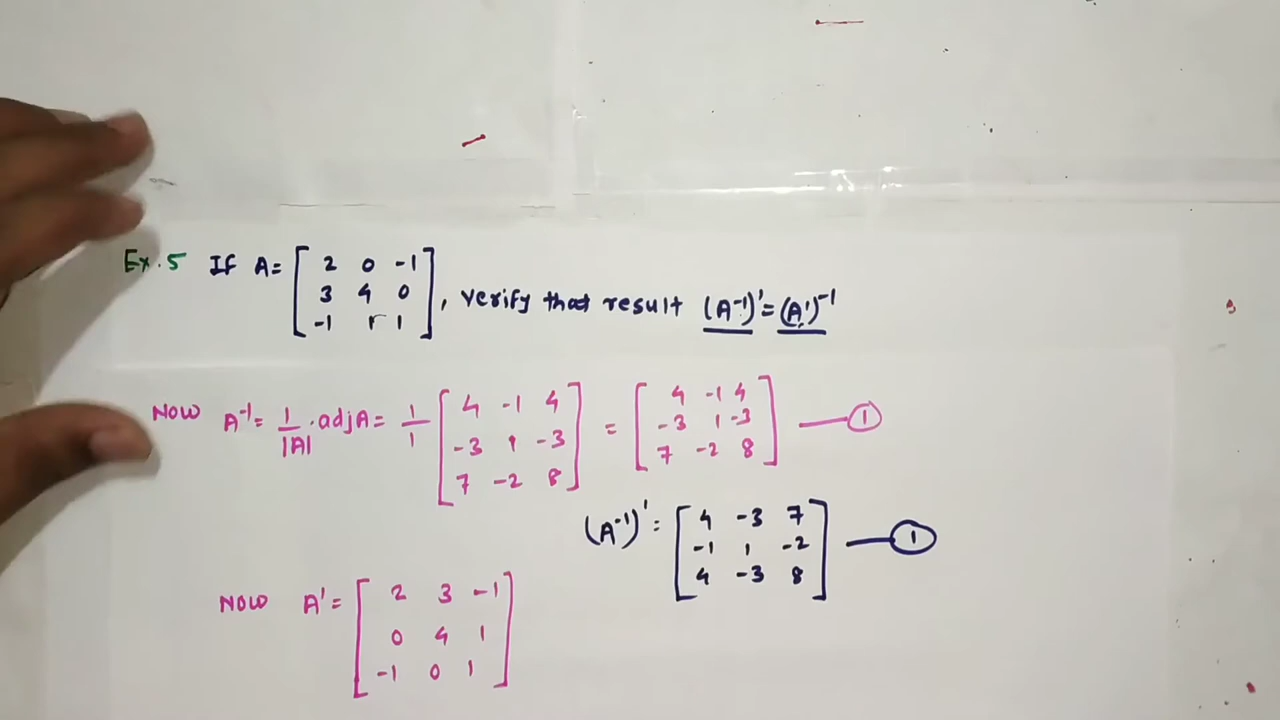 Ex. 5 If A = [ 2 0 -1
3 4 0
-1 1 1 ], verify that result (A⁻¹)' = (A')⁻¹
Now A⁻¹ = 1/|A| . adjA = 1/1 [ 4 -1 4
-3 1 -3
7 -2 8 ] = [ 4 -1 4
-3 1 -3
7 -2 8 ] — ①
(A⁻¹)' = [ 4 -3 7
-1 1 -2
4 -3 8 ] — ①
Now A' = [ 2 3 -1
0 4 1
-1 0 1 ]